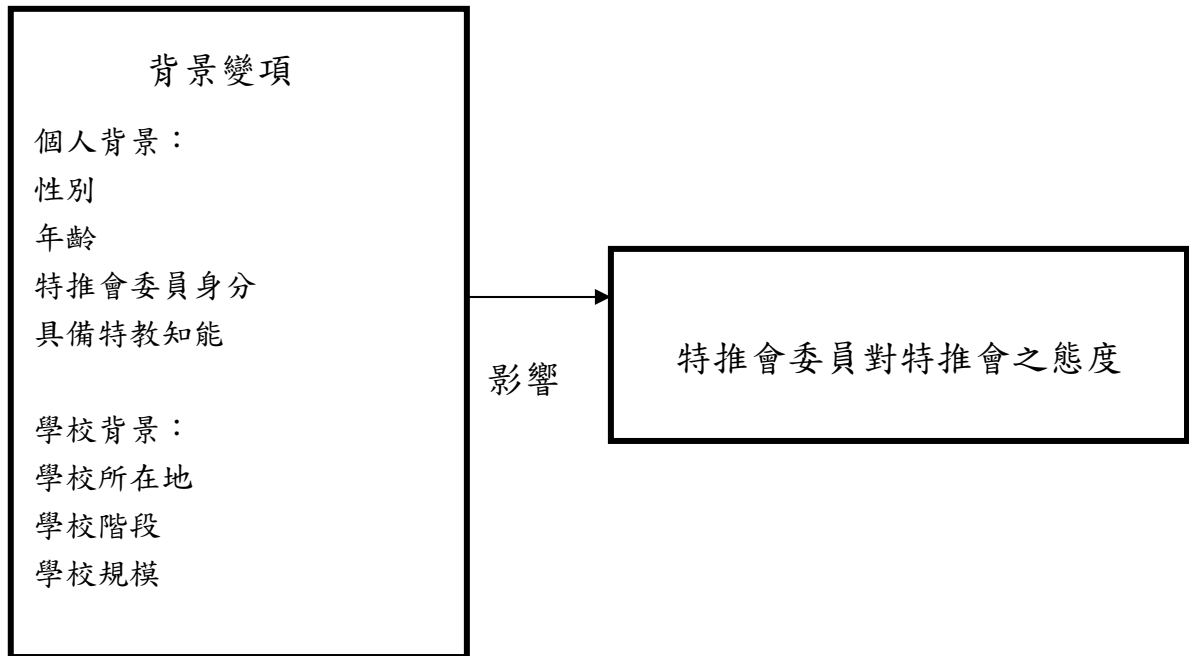 背景變項
個人背景：
性別
年齡
特推會委員身分
具備特教知能
學校背景：
學校所在地
學校階段
學校規模
影響
特推會委員對特推會之態度